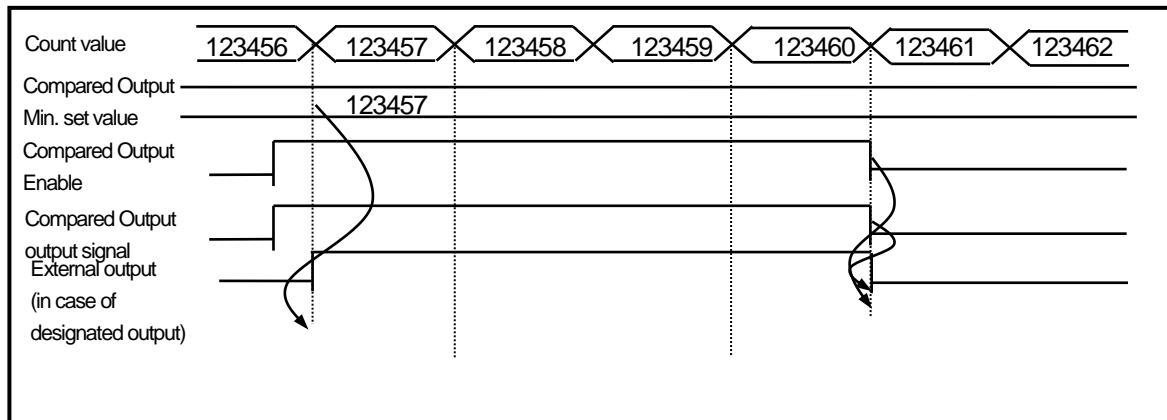 Count value 123456 123457 123458 123459 123460 123461 123462
Compared Output
Min. set value 123457
Compared Output
Enable
Compared Output
output signal
External output
(in case of
designated output)